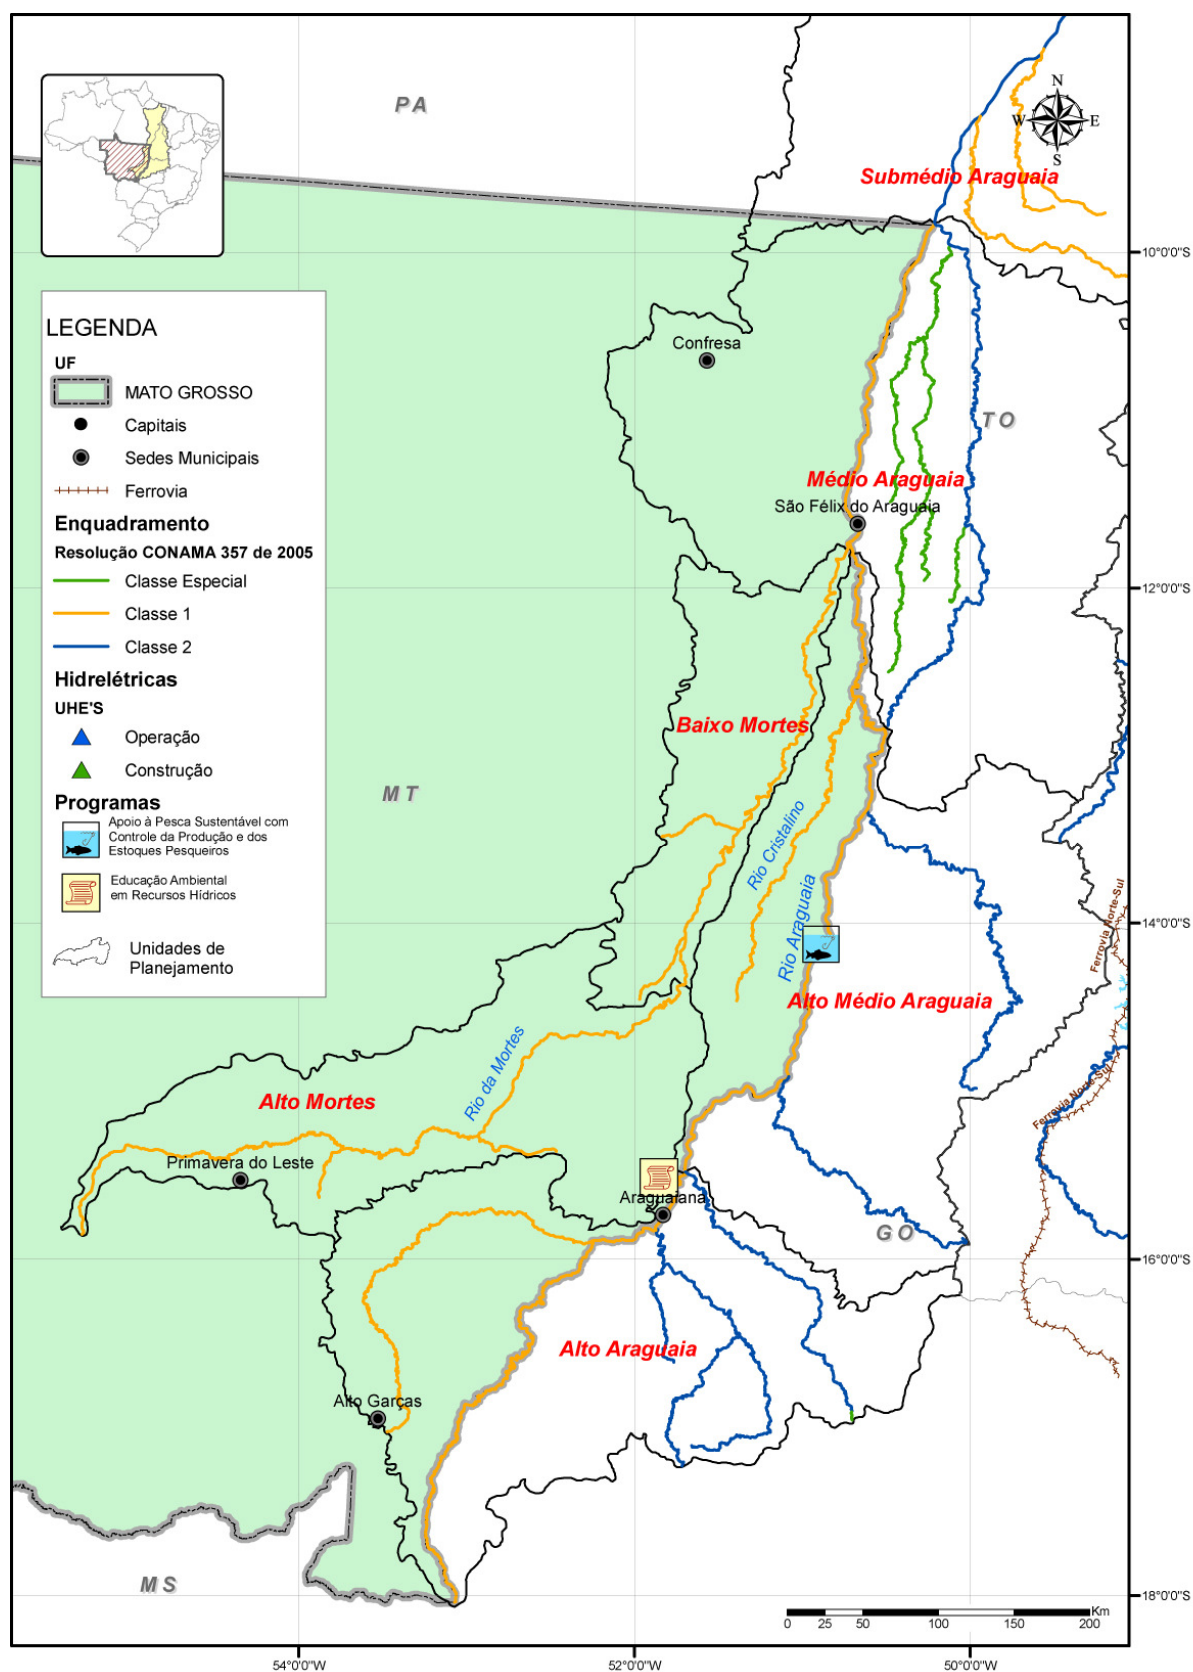 PA
N
W
E
S
Submédio Araguaia
10°0'0"S
LEGENDA
UF
MATO GROSSO
Capitais
Sedes Municipais
Ferrovia
Enquadramento
Resolução CONAMA 357 de 2005
Classe Especial
Classe 1
Classe 2
Hidrelétricas
UHE'S
Operação
Construção
Programas
Apoio à Pesca Sustentável com
Controle da Produção e dos
Estoques Pesqueiros
Educação Ambiental
em Recursos Hídricos
Unidades de
Planejamento
Confresa
TO
Médio Araguaia
São Félix do Araguaia
12°0'0"S
Baixo Mortes
MT
Rio Cristalino
Rio Araguaia
Ferrovia Norte-Sul
14°0'0"S
Alto Médio Araguaia
Rio da Mortes
Ferrovia Norte-Sul
Alto Mortes
Primavera do Leste
Araguaiana
GO
16°0'0"S
Alto Araguaia
Alto Garças
MS
18°0'0"S
0 25 50 100 150 200 Km
54°0'0"W
52°0'0"W
50°0'0"W